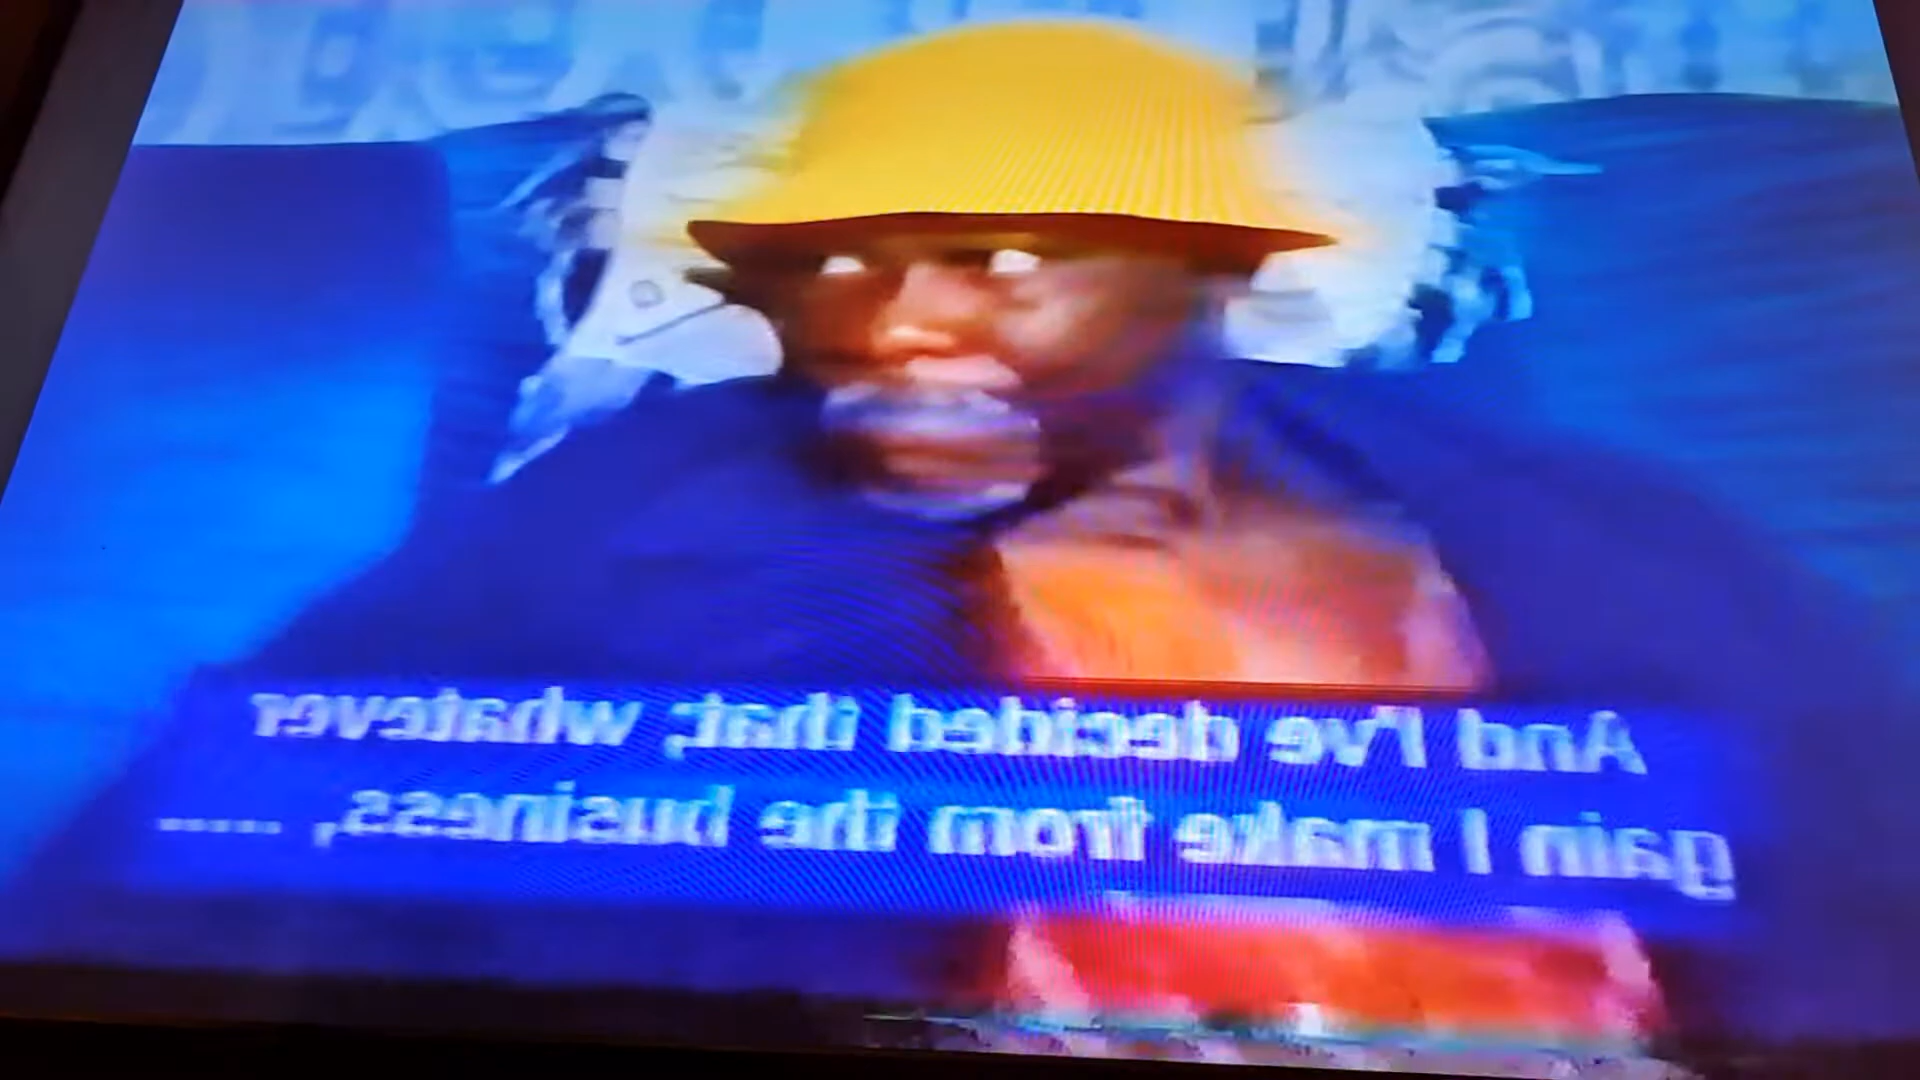 And I've decided that; whatever
gain I make from the business, .....